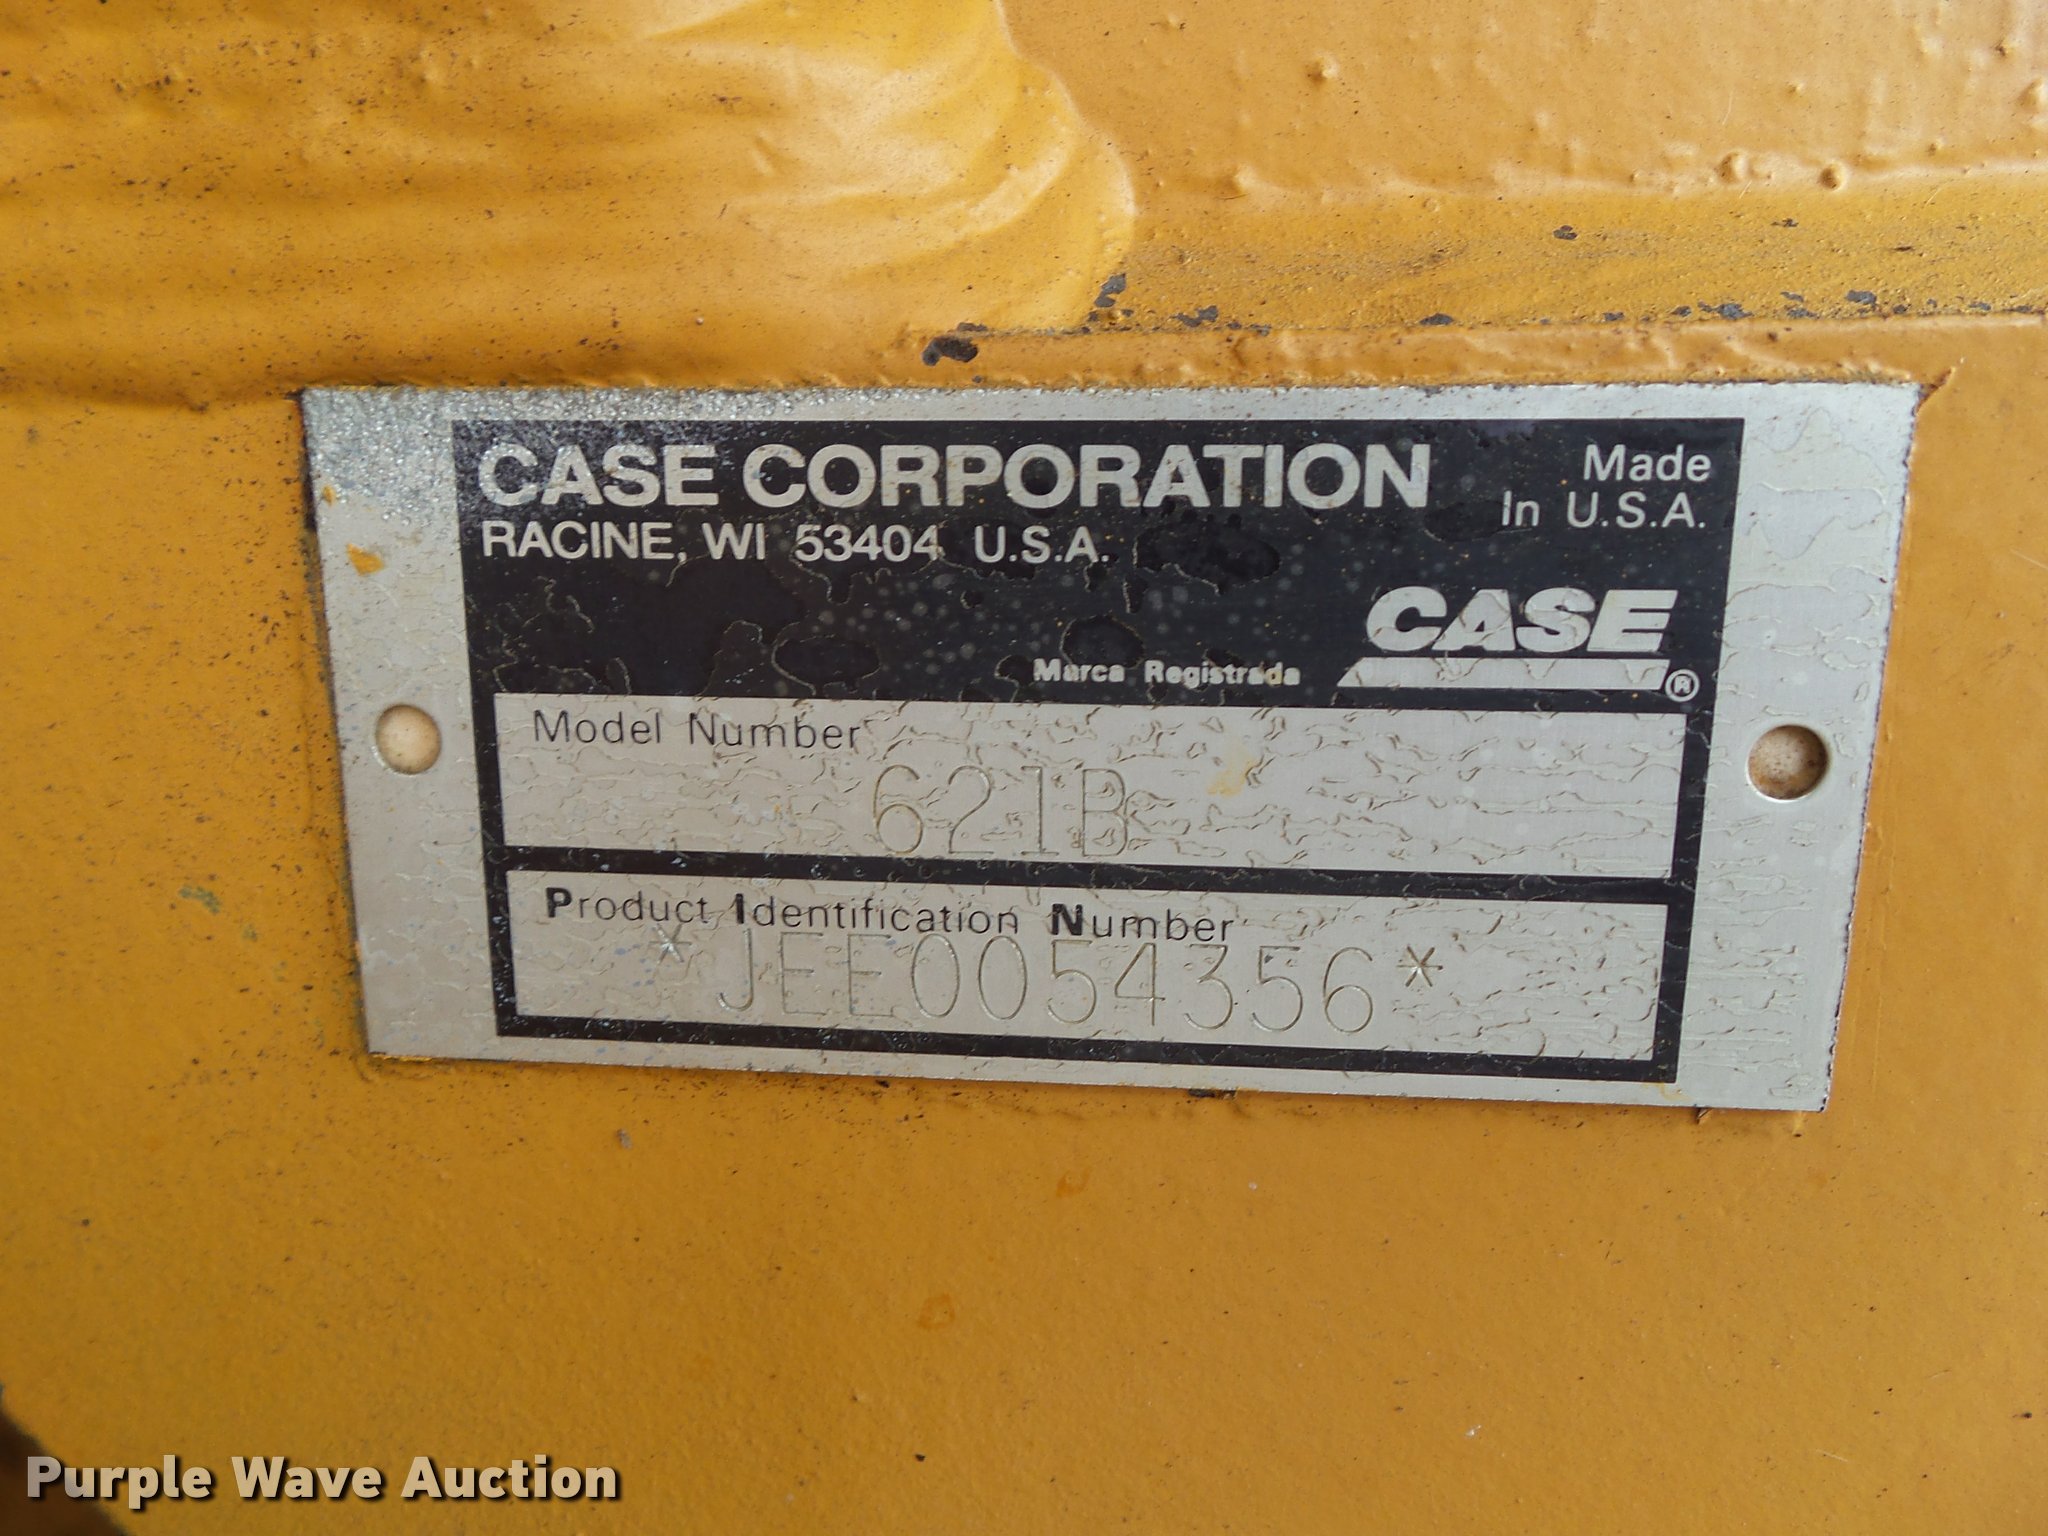 CASE CORPORATION
Made
RACINE, WI 53404 U.S.A.
In U.S.A.
CASE
Marca Registrada
®
Model Number
621B
Product Identification Number
*JEE0054356*
Purple Wave Auction